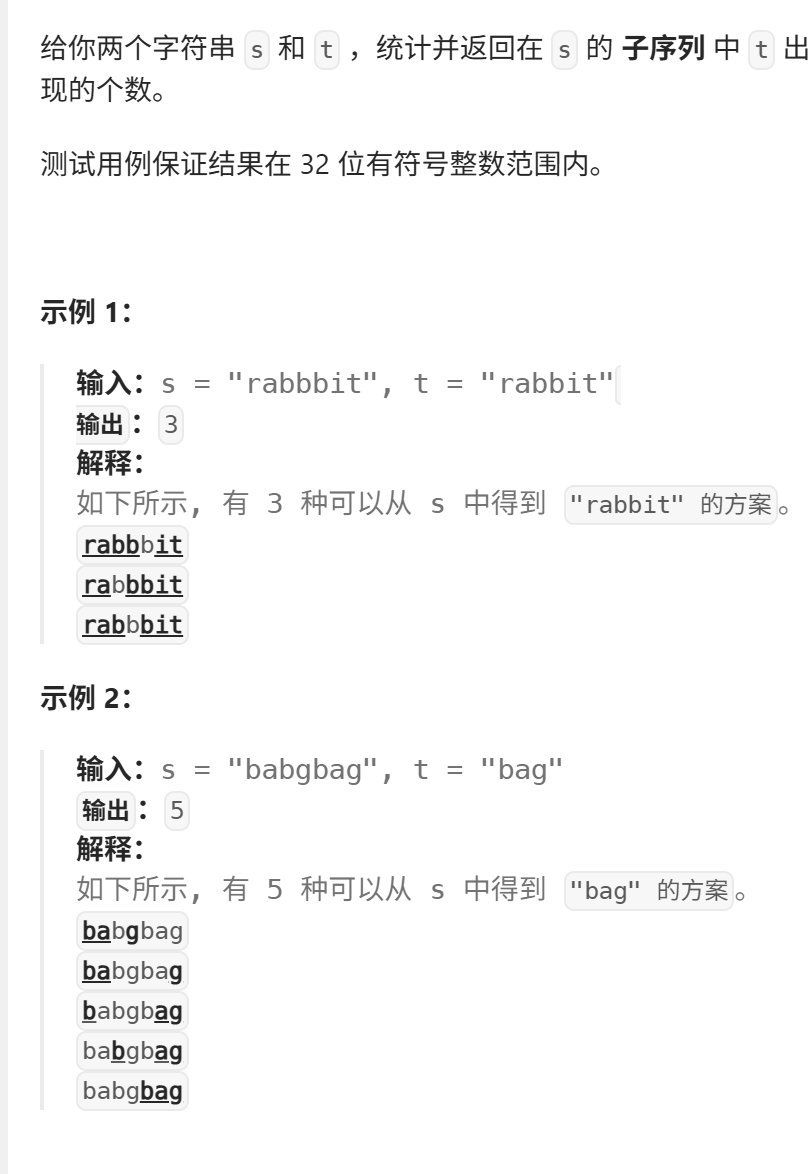 给你两个字符串 s 和 t ，统计并返回在 s 的 子序列 中 t 出
现的个数。
测试用例保证结果在 32 位有符号整数范围内。
示例 1：
输入：s = "rabbbit", t = "rabbit"
输出：3
解释：
如下所示, 有 3 种可以从 s 中得到 "rabbit" 的方案。
rabbbit
rabbbit
rabbbit
示例 2：
输入：s = "babgbag", t = "bag"
输出：5
解释：
如下所示, 有 5 种可以从 s 中得到 "bag" 的方案。
babgbag
babgbag
babgbag
babgbag
babgbag